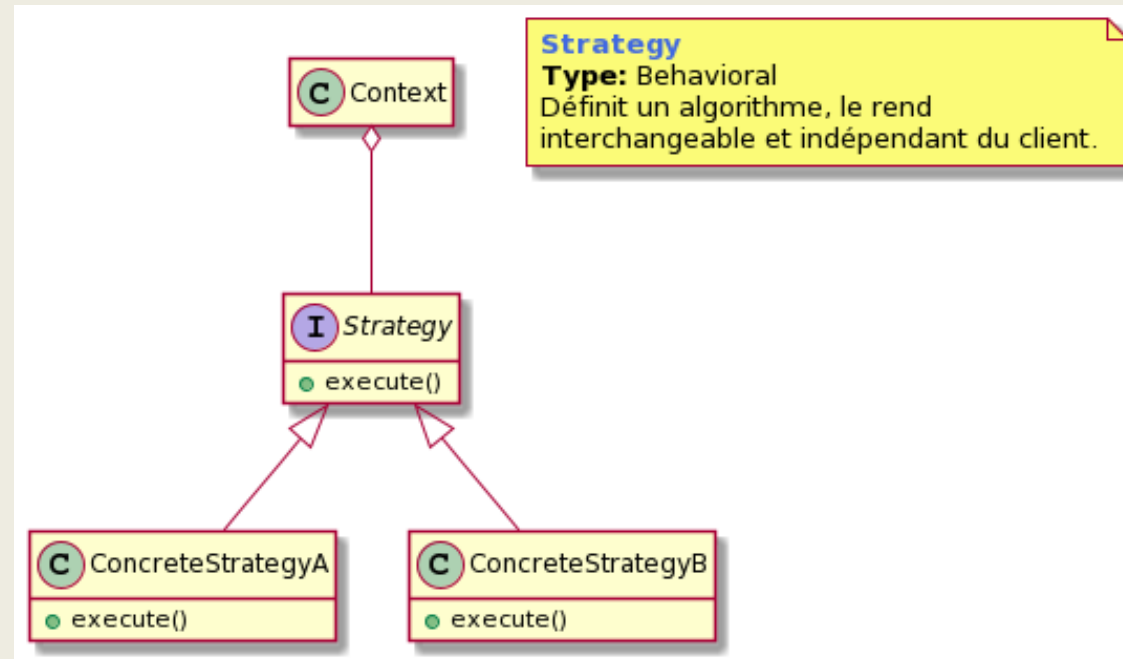 Strategy
Type: Behavioral
Définit un algorithme, le rend
interchangeable et indépendant du client.
C Context
I Strategy
execute()
C ConcreteStrategyA
execute()
C ConcreteStrategyB
execute()